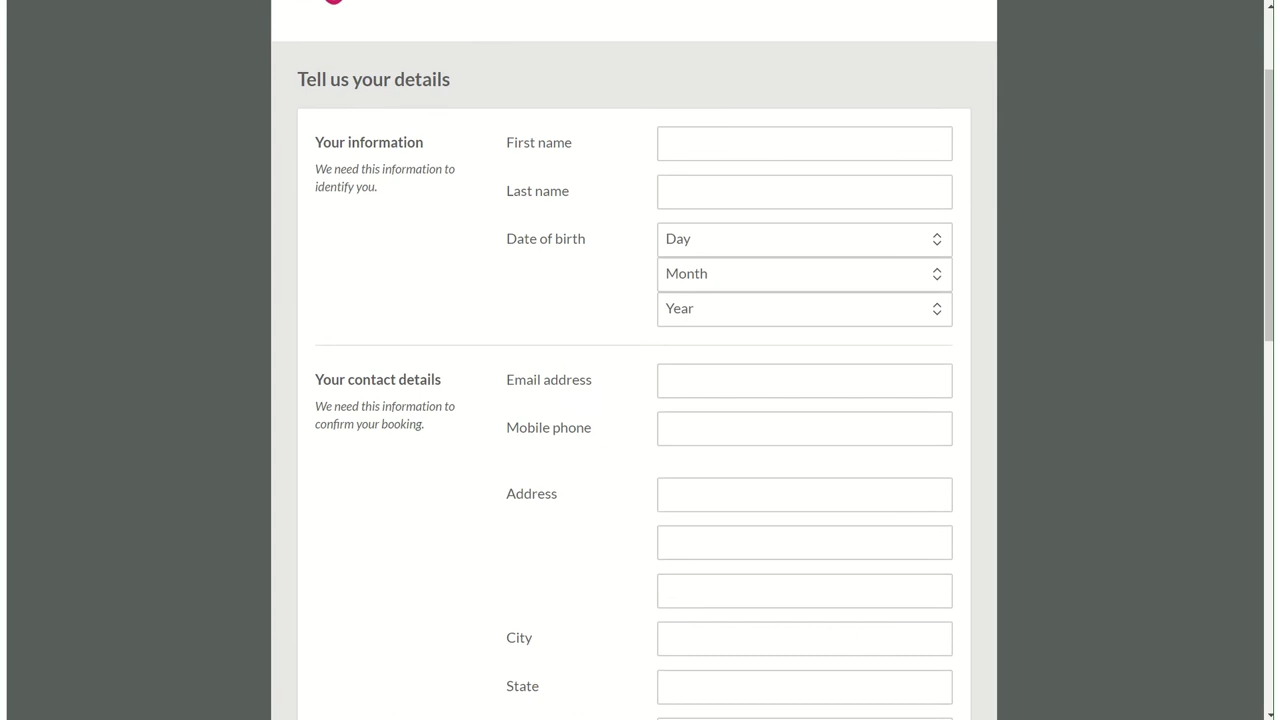 Tell us your details
Your information
We need this information to
identify you.
First name
Last name
Date of birth
Day
Month
Year
Your contact details
We need this information to
confirm your booking.
Email address
Mobile phone
Address
City
State